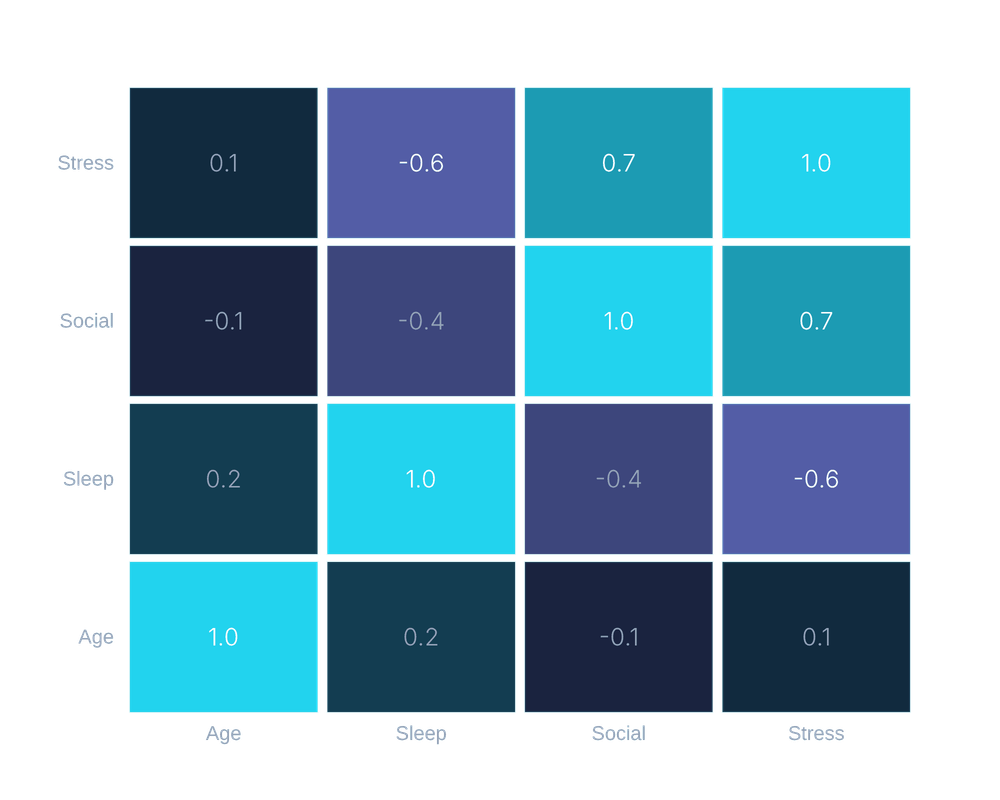 Stress 0.1 -0.6 0.7 1.0
Social -0.1 -0.4 1.0 0.7
Sleep 0.2 1.0 -0.4 -0.6
Age 1.0 0.2 -0.1 0.1
Age Sleep Social Stress